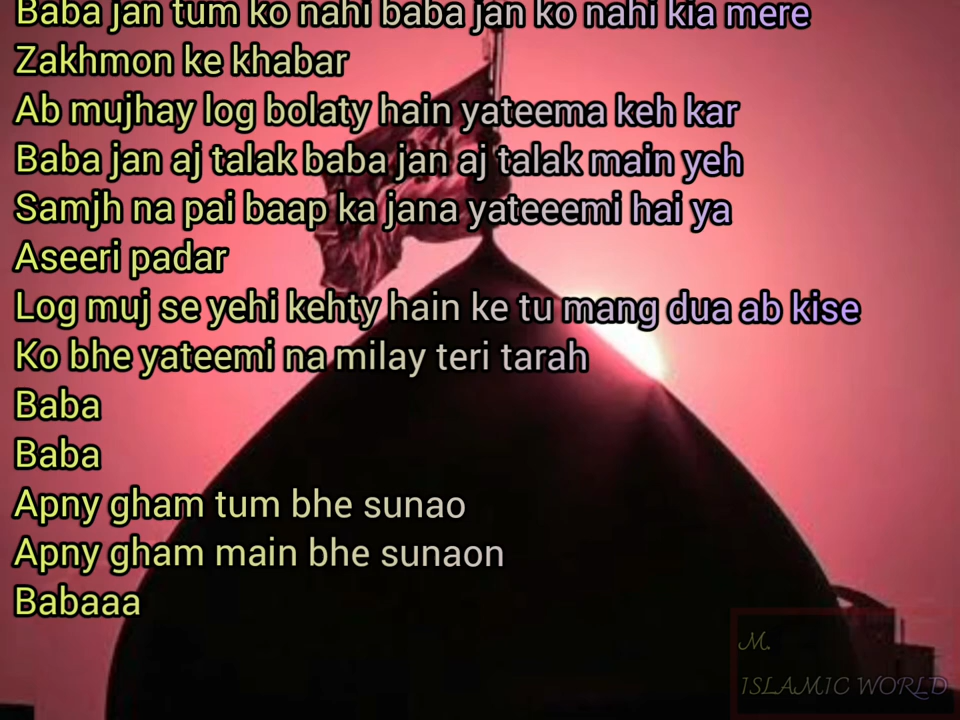 Baba jan tum ko nahi baba jan ko nahi kia mere
Zakhmon ke khabar
Ab mujhay log bolaty hain yateema keh kar
Baba jan aj talak baba jan aj talak main yeh
Samjh na pai baap ka jana yateeemi hai ya
Aseeri padar
Log muj se yehi kehty hain ke tu mang dua ab kise
Ko bhe yateemi na milay teri tarah
Baba
Baba
Apny gham tum bhe sunao
Apny gham main bhe sunaon
Babaaa
M.
ISLAMIC WORLD